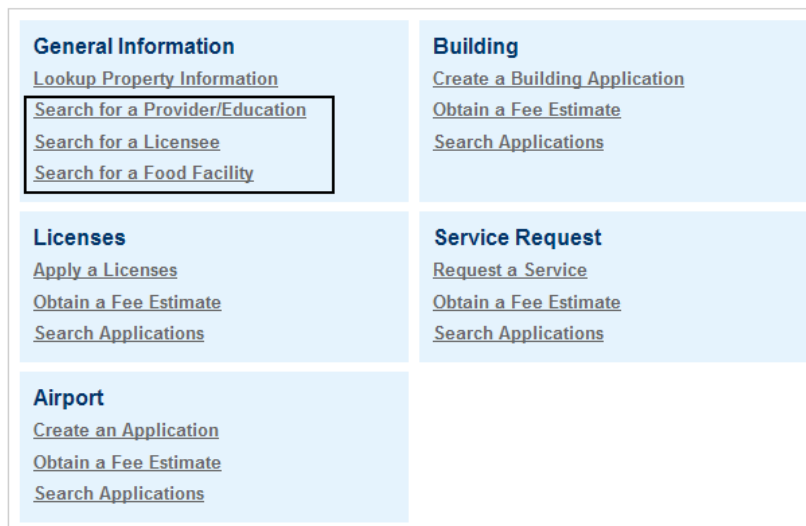 General Information
Lookup Property Information
Search for a Provider/Education
Search for a Licensee
Search for a Food Facility
Building
Create a Building Application
Obtain a Fee Estimate
Search Applications
Licenses
Apply a Licenses
Obtain a Fee Estimate
Search Applications
Service Request
Request a Service
Obtain a Fee Estimate
Search Applications
Airport
Create an Application
Obtain a Fee Estimate
Search Applications